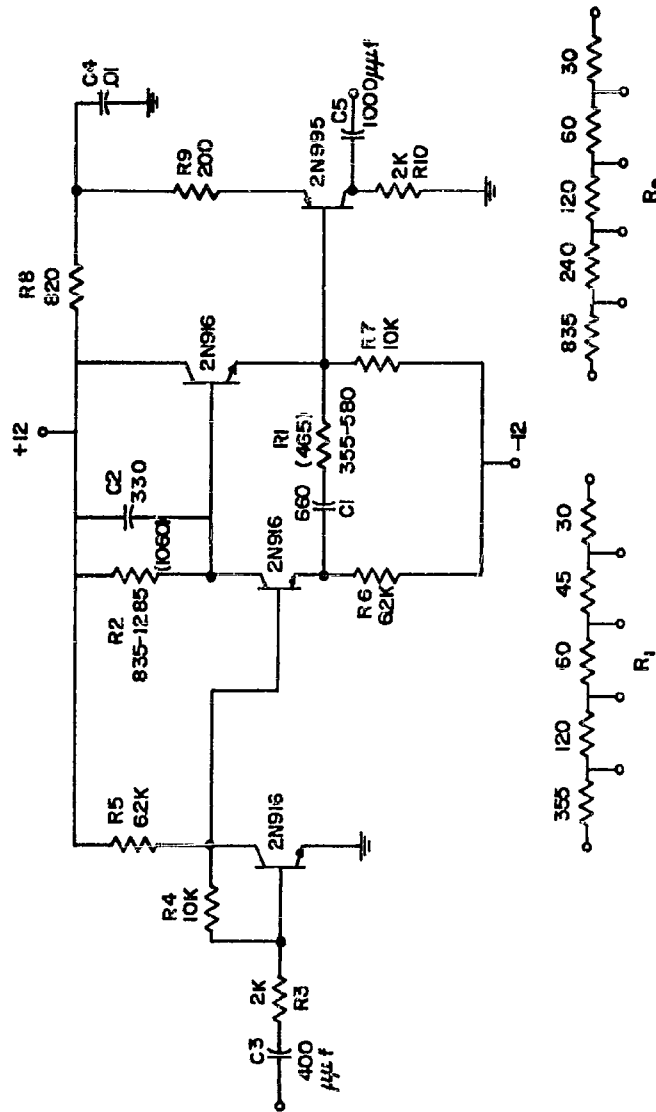 +12
C4
.01
R8
820
C2
330
R9
200
R2
835-1285
(1060)
R5
62K
2N916
2N995
C5
1000μμf
2K
R10
2N916
R4
10K
2N916
660
C1
R1
(465)
355-580
R7
10K
R6
62K
-12
C3
400
μμf
2K
R3
355
120
60
45
30
R1
835
240
120
60
30